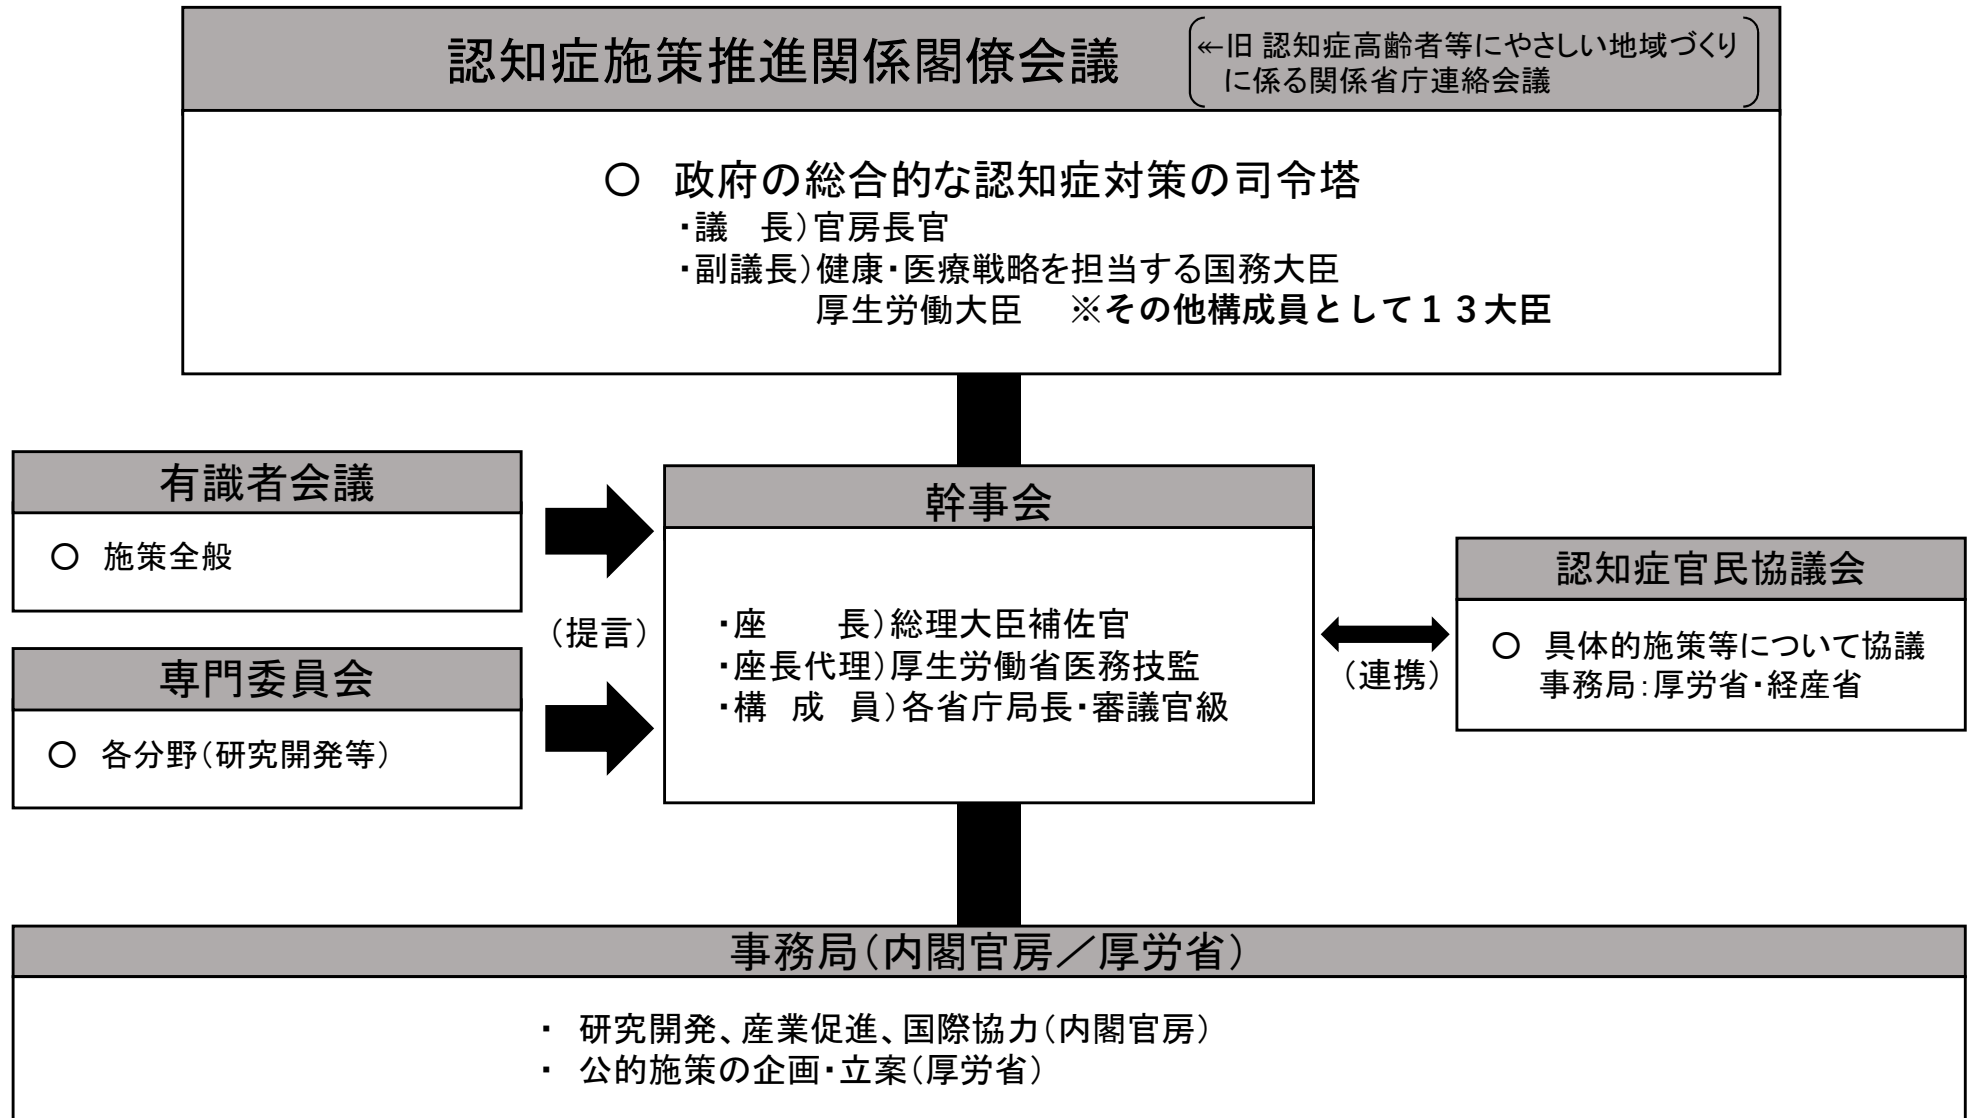 認知症施策推進関係閣僚会議
←旧 認知症高齢者等にやさしい地域づくり
に係る関係省庁連絡会議
○ 政府の総合的な認知症対策の司令塔
・議 長)官房長官
・副議長)健康・医療戦略を担当する国務大臣
厚生労働大臣 ※その他構成員として13大臣
有識者会議
○ 施策全般
専門委員会
○ 各分野(研究開発等)
(提言)
幹事会
・座 長)総理大臣補佐官
・座長代理)厚生労働省医務技監
・構 成 員)各省庁局長・審議官級
(連携)
認知症官民協議会
○ 具体的施策等について協議
事務局:厚労省・経産省
事務局(内閣官房/厚労省)
・ 研究開発、産業促進、国際協力(内閣官房)
・ 公的施策の企画・立案(厚労省)